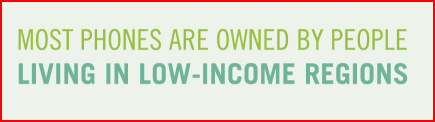 MOST PHONES ARE OWNED BY PEOPLE
LIVING IN LOW-INCOME REGIONS